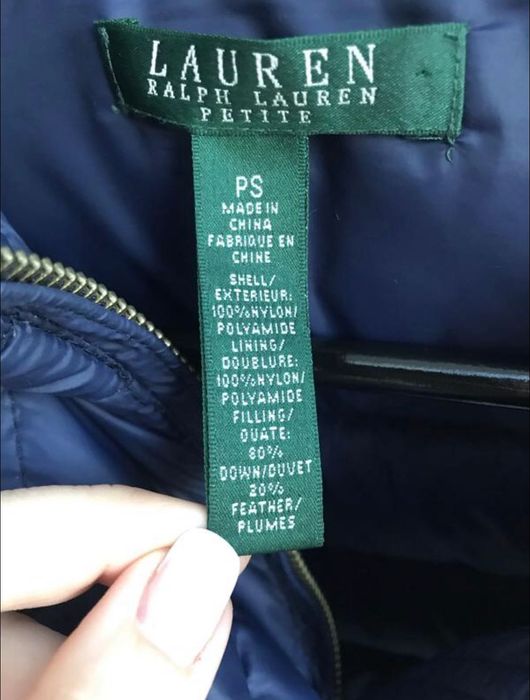 LAUREN
RALPH LAUREN
PETITE
PS
MADE IN
CHINA
FABRIQUE EN
CHINE
SHELL/
EXTERIEUR:
100%NYLON/
POLYAMIDE
LINING/
DOUBLURE:
100%NYLON/
POLYAMIDE
FILLING/
OUATE:
80%
DOWN/DUVET
20%
FEATHER/
PLUMES